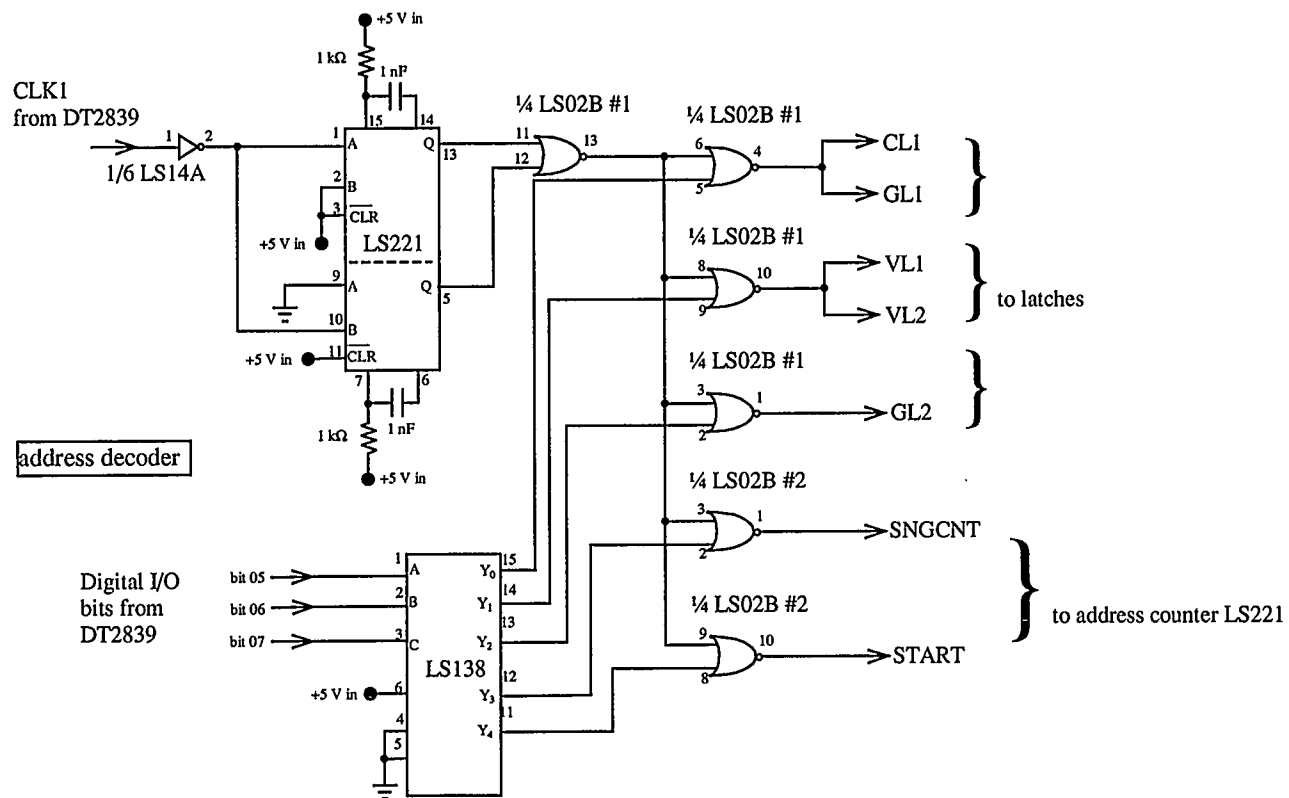 +5 V in
1 kΩ
1 nF
CLK1
from DT2839
1
2
1/6 LS14A
15
14
1
A
Q
13
2
B
3
CLR
+5 V in
LS221
9
A
Q
5
10
B
+5 V in
11
CLR
7
6
1 kΩ
1 nF
+5 V in
¼ LS02B #1
11
12
13
¼ LS02B #1
6
5
4
CL1
GL1
¼ LS02B #1
8
9
10
VL1
VL2
to latches
¼ LS02B #1
3
2
1
GL2
address decoder
¼ LS02B #2
3
2
1
SNGCNT
¼ LS02B #2
9
8
10
START
to address counter LS221
Digital I/O
bits from
DT2839
bit 05
bit 06
bit 07
1
A
2
B
3
C
LS138
+5 V in
6
4
5
15
Y0
14
Y1
13
Y2
12
Y3
11
Y4